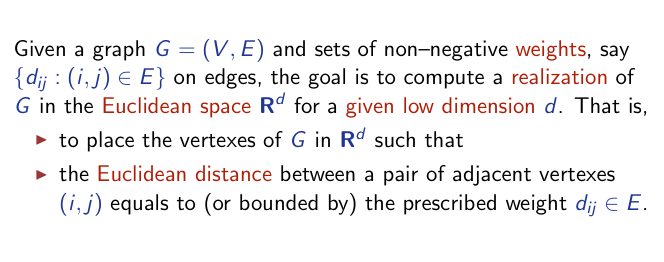 Given a graph G = (V, E) and sets of non–negative weights, say
{d_ij : (i, j) ∈ E} on edges, the goal is to compute a realization of
G in the Euclidean space R^d for a given low dimension d. That is,
▶ to place the vertexes of G in R^d such that
▶ the Euclidean distance between a pair of adjacent vertexes
(i, j) equals to (or bounded by) the prescribed weight d_ij ∈ E.